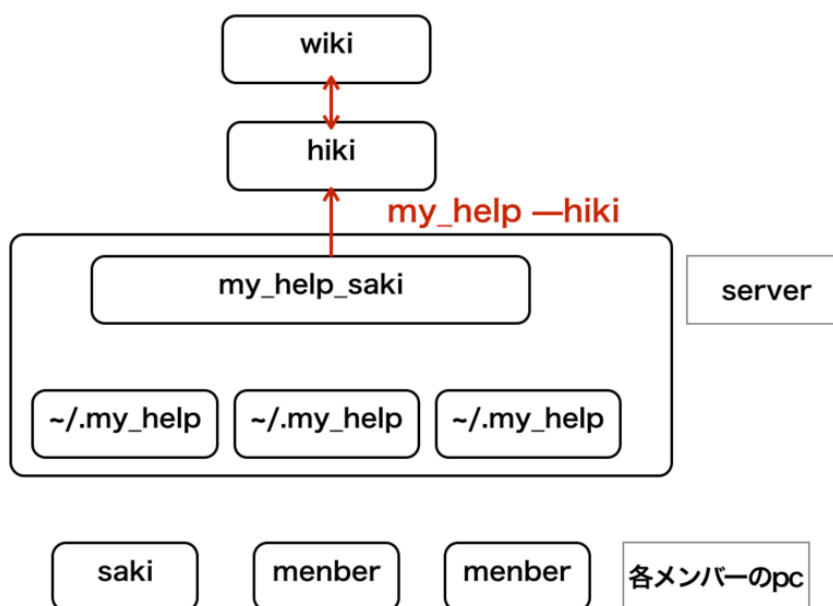 wiki
hiki
my_help —hiki
my_help_saki
server
~/.my_help
~/.my_help
~/.my_help
saki
menber
menber
各メンバーのpc